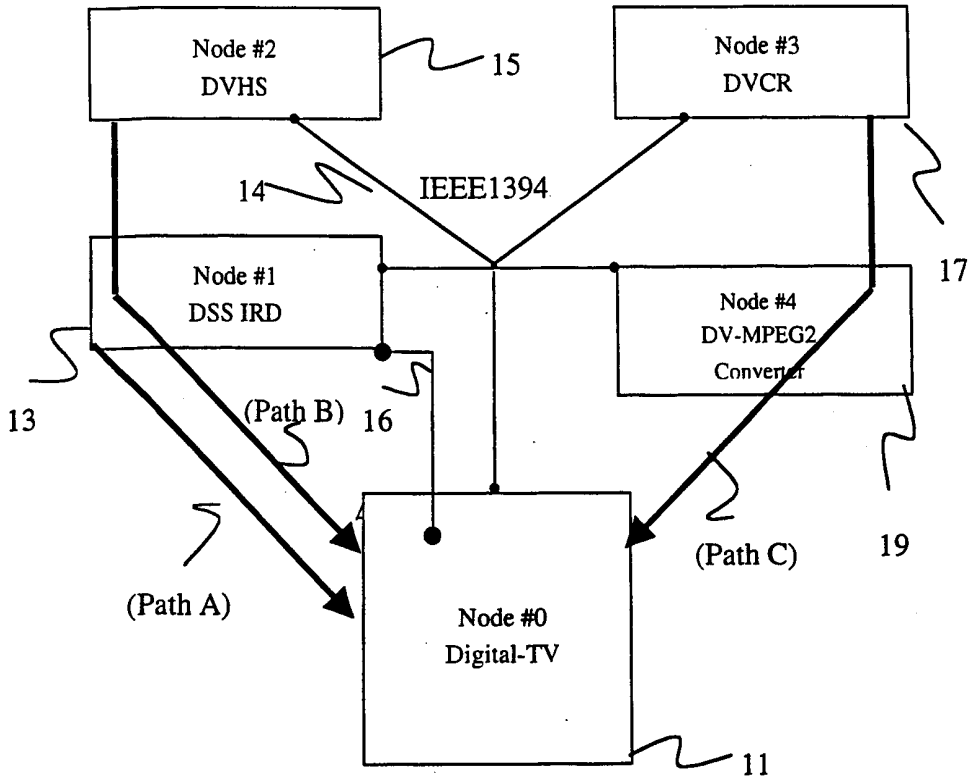 Node #2
DVHS
15
Node #3
DVCR
14
IEEE1394
17
Node #1
DSS IRD
Node #4
DV-MPEG2
Converter
13
(Path B)
16
19
(Path C)
(Path A)
Node #0
Digital-TV
11